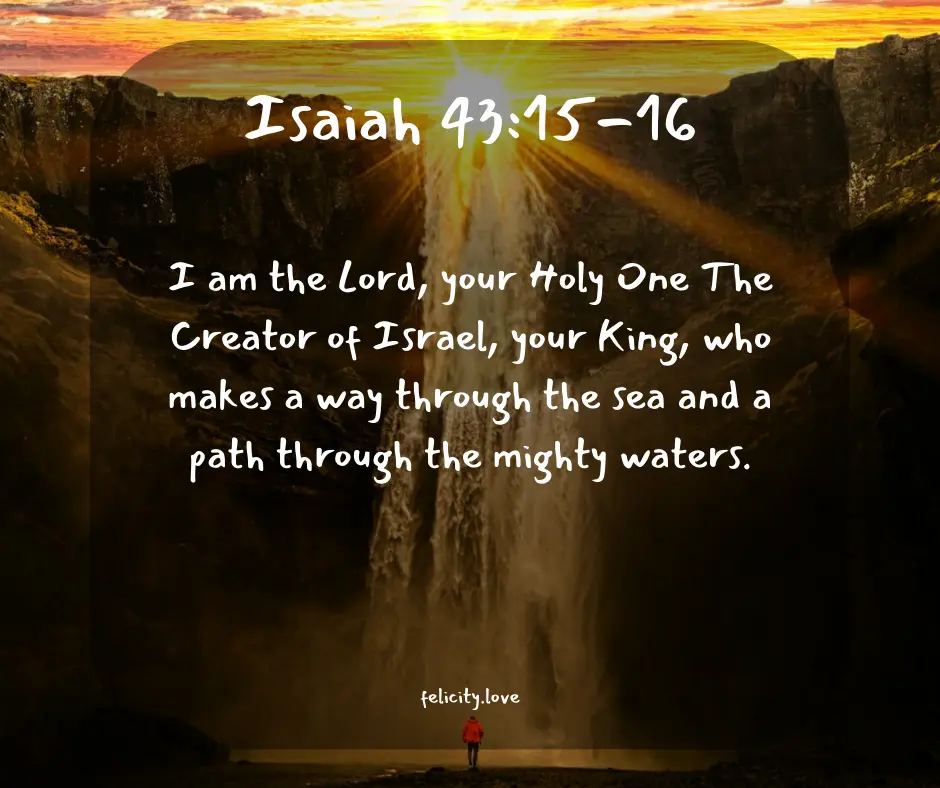 Isaiah 43:15-16
I am the Lord, your Holy One The
Creator of Israel, your King, who
makes a way through the sea and a
path through the mighty waters.
felicity.love